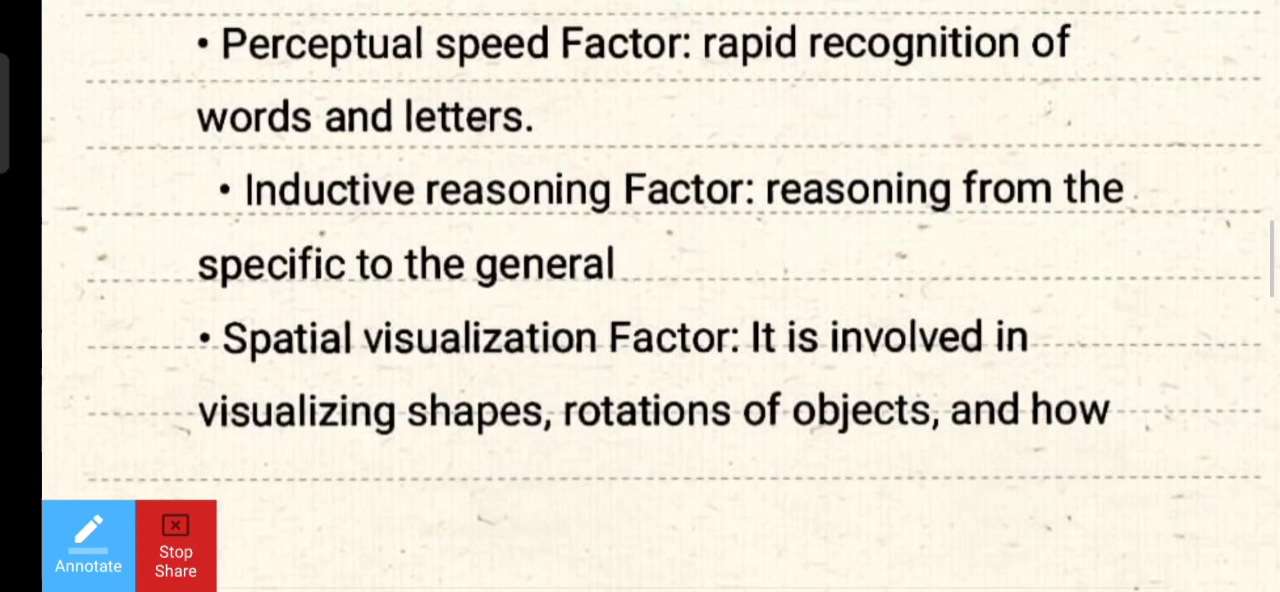 • Perceptual speed Factor: rapid recognition of
words and letters.
• Inductive reasoning Factor: reasoning from the
specific to the general
• Spatial visualization Factor: It is involved in
visualizing shapes, rotations of objects, and how
Annotate
Stop
Share